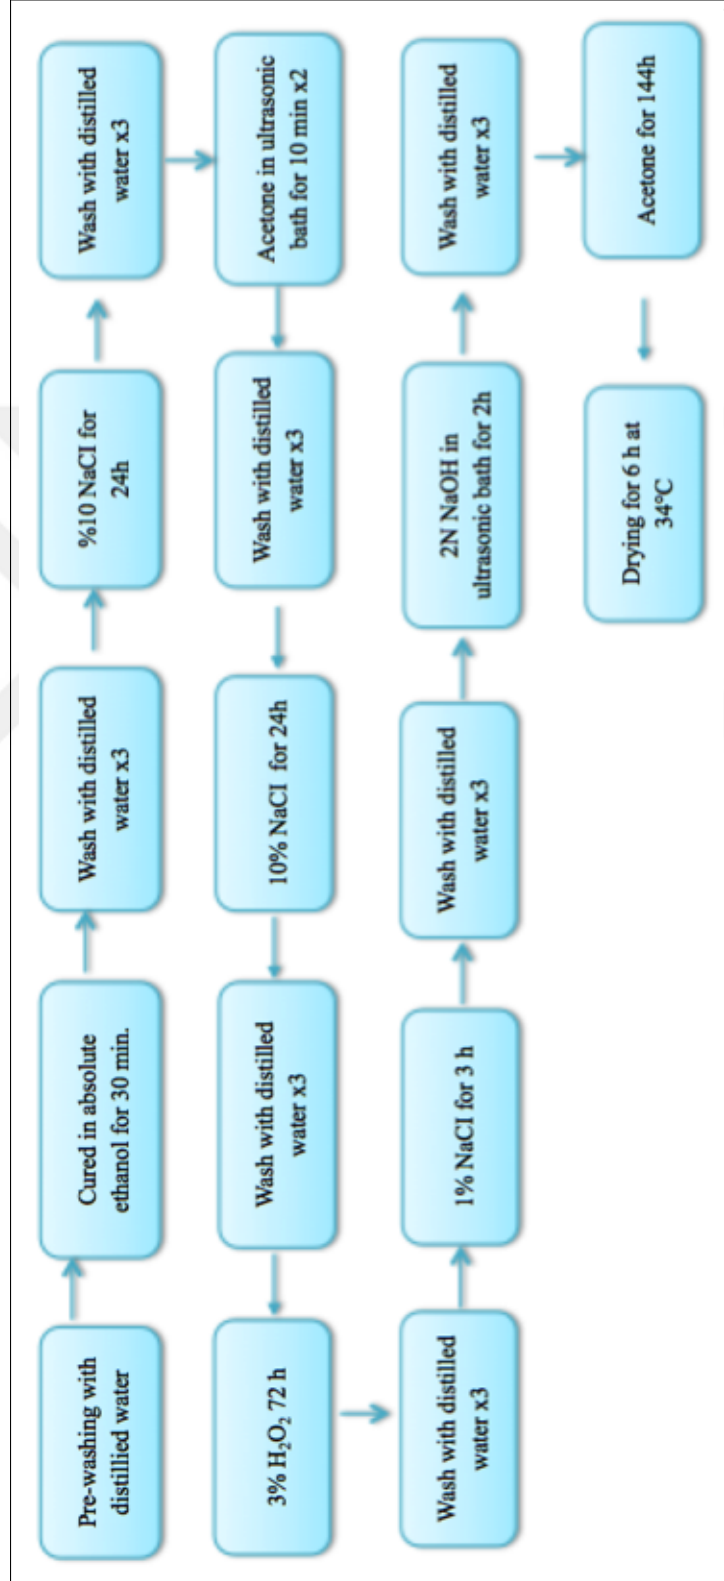 Pre-washing with
distillied water
Cured in absolute
ethanol for 30 min.
Wash with distilled
water x3
%10 NaCI for
24h
Wash with distilled
water x3
Acetone in ultrasonic
bath for 10 min x2
Wash with distilled
water x3
10% NaCI for 24h
Wash with distilled
water x3
3% H₂O₂ 72 h
Wash with distilled
water x3
1% NaCI for 3 h
Wash with distilled
water x3
2N NaOH in
ultrasonic bath for 2h
Wash with distilled
water x3
Acetone for 144h
Drying for 6 h at
34°C